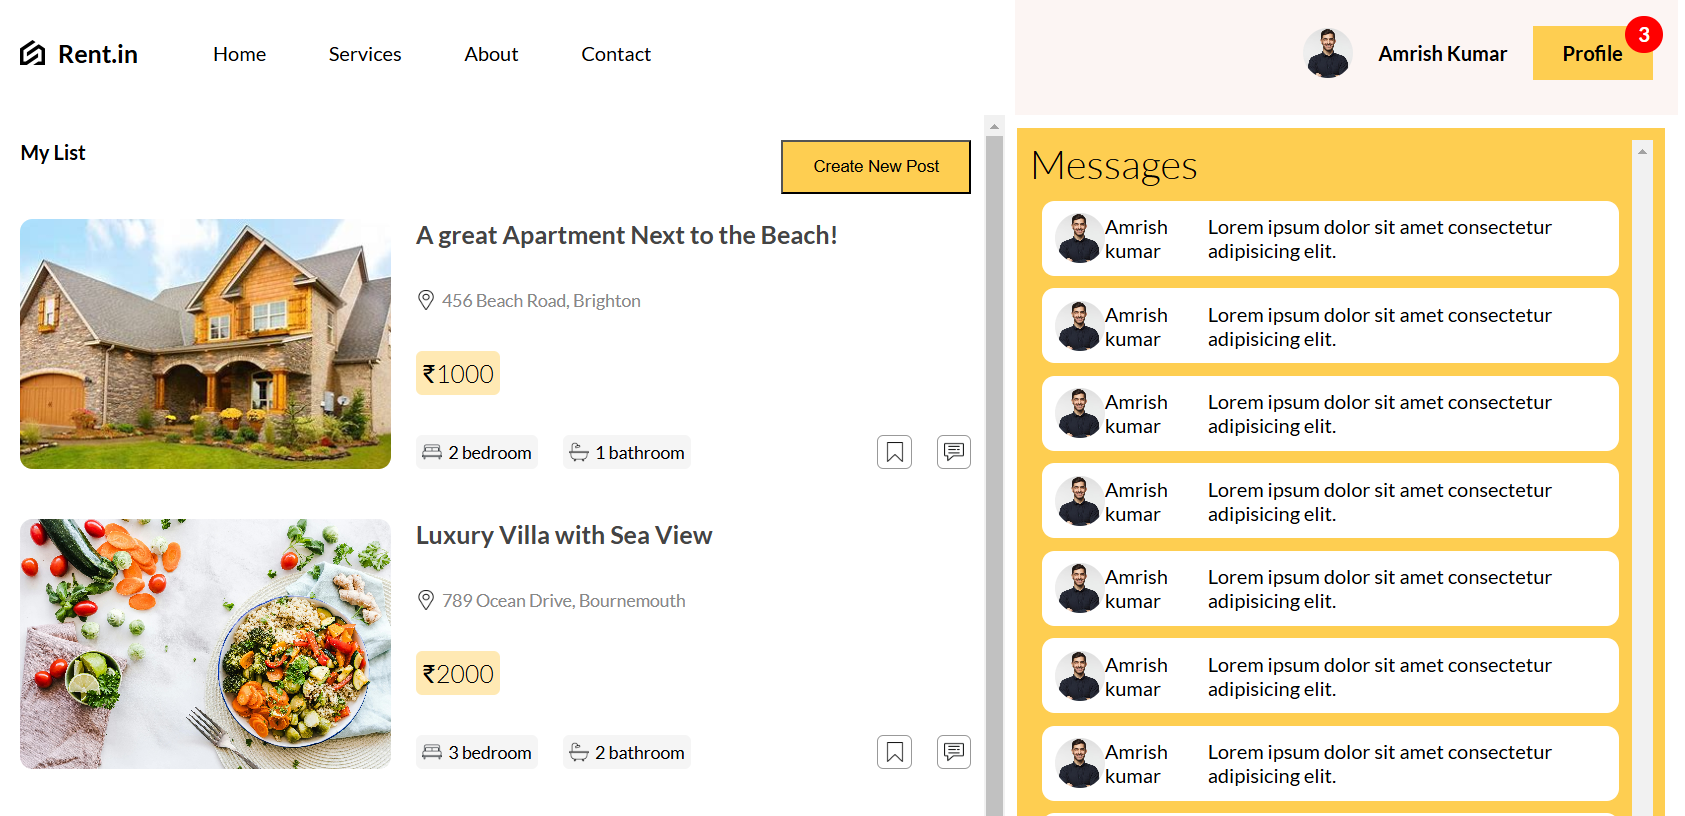 Rent.in
Home
Services
About
Contact
Amrish Kumar
Profile
3
My List
Create New Post
A great Apartment Next to the Beach!
456 Beach Road, Brighton
₹1000
2 bedroom
1 bathroom
Luxury Villa with Sea View
789 Ocean Drive, Bournemouth
₹2000
3 bedroom
2 bathroom
Messages
Amrish
kumar
Lorem ipsum dolor sit amet consectetur
adipisicing elit.
Amrish
kumar
Lorem ipsum dolor sit amet consectetur
adipisicing elit.
Amrish
kumar
Lorem ipsum dolor sit amet consectetur
adipisicing elit.
Amrish
kumar
Lorem ipsum dolor sit amet consectetur
adipisicing elit.
Amrish
kumar
Lorem ipsum dolor sit amet consectetur
adipisicing elit.
Amrish
kumar
Lorem ipsum dolor sit amet consectetur
adipisicing elit.
Amrish
kumar
Lorem ipsum dolor sit amet consectetur
adipisicing elit.